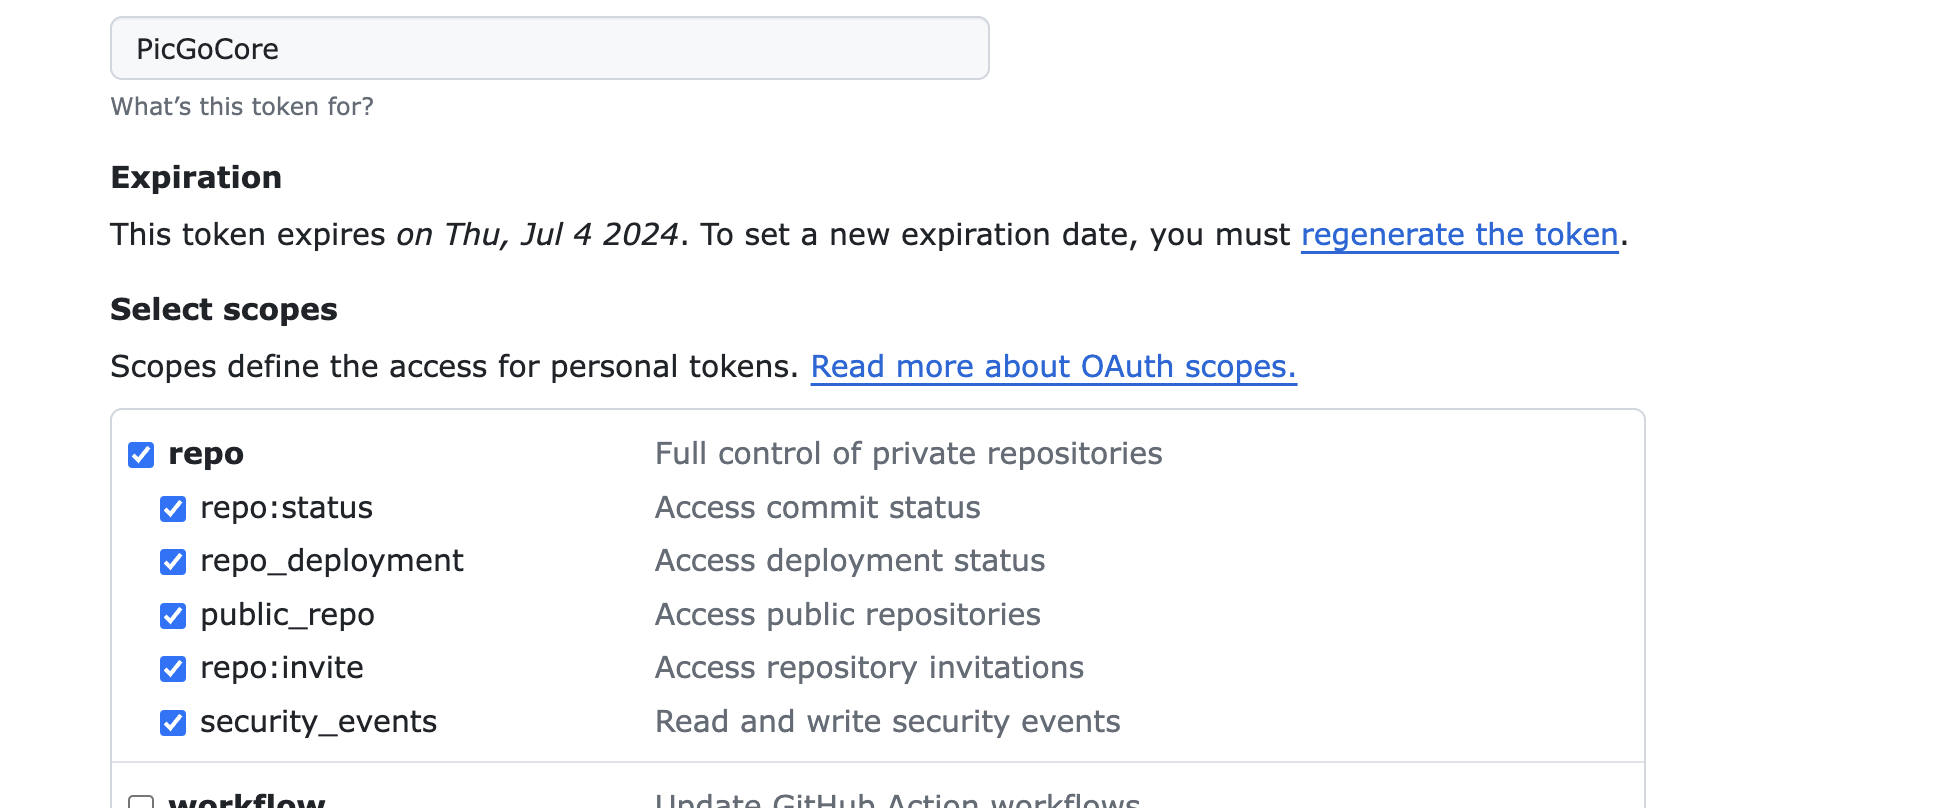 PicGoCore
What’s this token for?
Expiration
This token expires on Thu, Jul 4 2024. To set a new expiration date, you must regenerate the token.
Select scopes
Scopes define the access for personal tokens. Read more about OAuth scopes.
repo Full control of private repositories
repo:status Access commit status
repo_deployment Access deployment status
public_repo Access public repositories
repo:invite Access repository invitations
security_events Read and write security events
workflow Update GitHub Action workflows